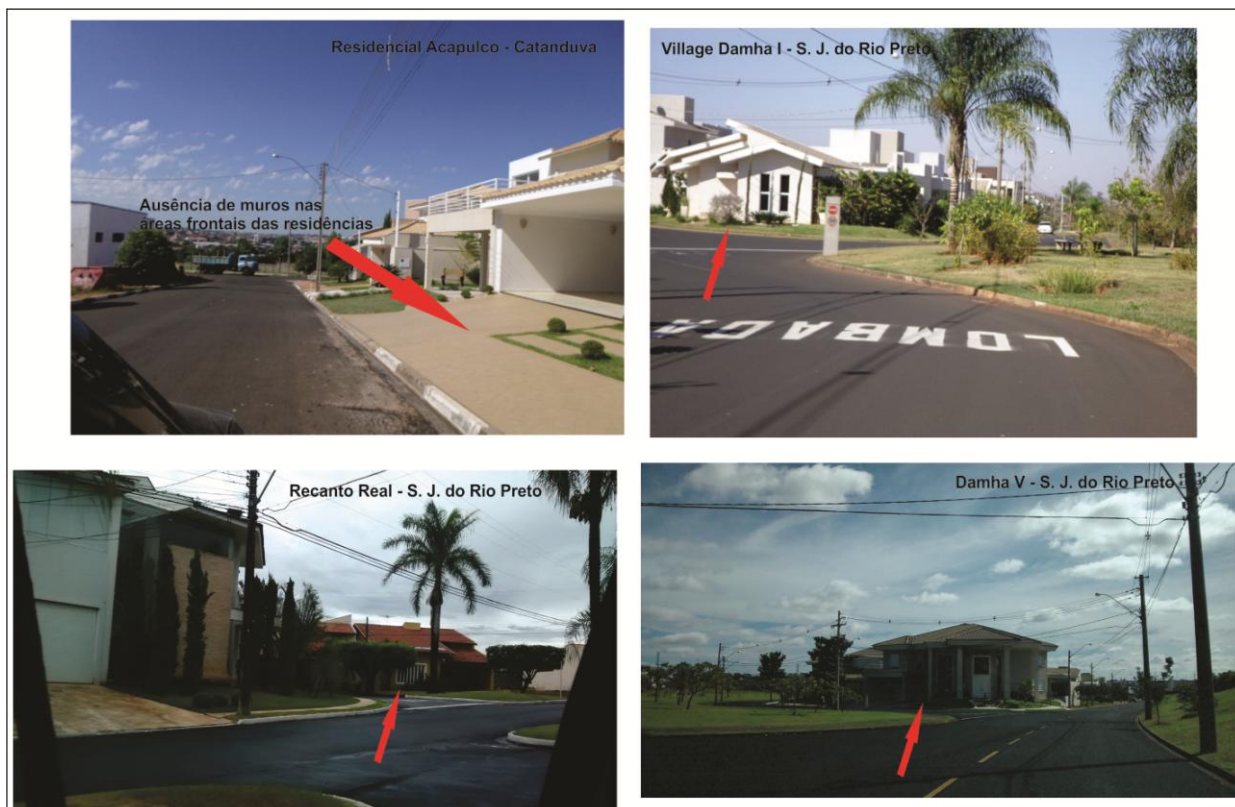 Residencial Acapulco - Catanduva
Ausência de muros nas
áreas frontais das residências
Village Damha I - S. J. do Rio Preto
LOMBADA
Recanto Real - S. J. do Rio Preto
Damha V - S. J. do Rio Preto